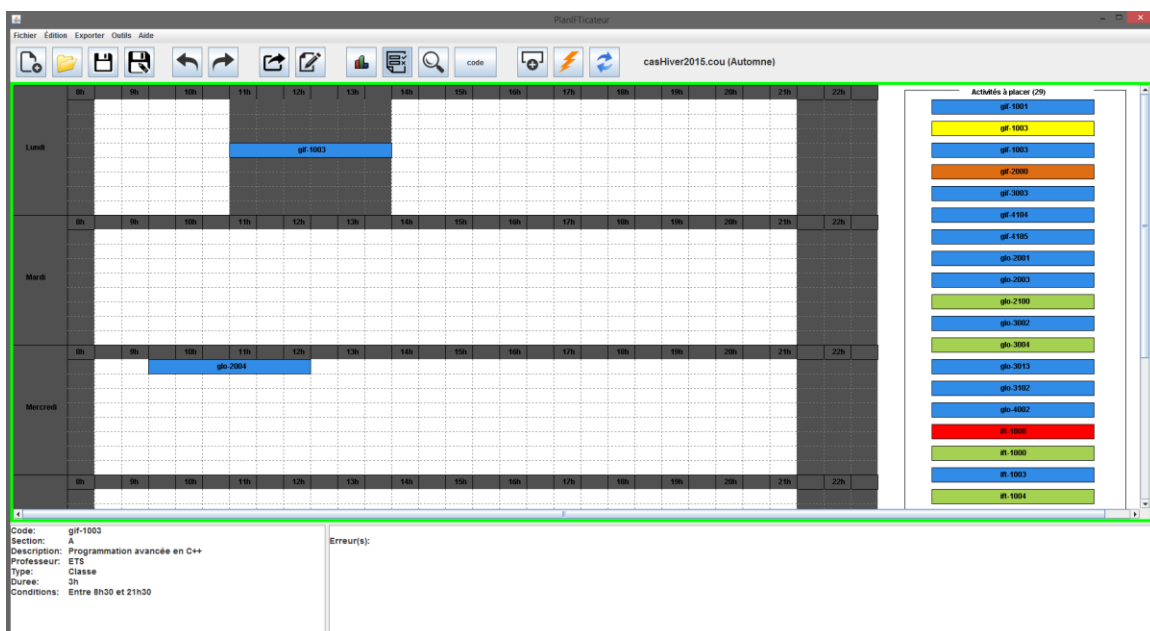 PlanIFTicateur
Fichier Édition Exporter Outils Aide
code
casHiver2015.cou (Automne)
8h 9h 10h 11h 12h 13h 14h 15h 16h 17h 18h 19h 20h 21h 22h
Lundi
gif-1003
8h 9h 10h 11h 12h 13h 14h 15h 16h 17h 18h 19h 20h 21h 22h
Mardi
8h 9h 10h 11h 12h 13h 14h 15h 16h 17h 18h 19h 20h 21h 22h
glo-2004
Mercredi
8h 9h 10h 11h 12h 13h 14h 15h 16h 17h 18h 19h 20h 21h 22h
Activités à placer (29)
gif-1001
gif-1003
gif-1003
gif-2000
gif-3003
gif-4104
gif-4105
glo-2001
glo-2003
glo-2100
glo-3002
glo-3004
glo-3013
glo-3102
glo-4002
ift-1000
ift-1000
ift-1003
ift-1004
Code: gif-1003
Section: A
Description: Programmation avancée en C++
Professeur: ETS
Type: Classe
Duree: 3h
Conditions: Entre 8h30 et 21h30
Erreur(s):